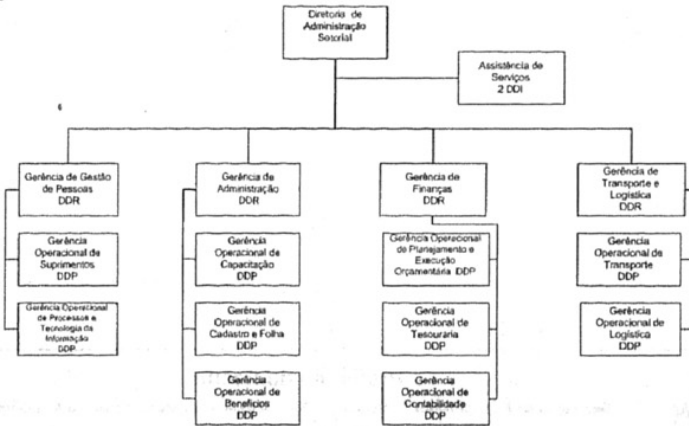 Diretoria de
Administração
Setorial
Assistência de
Serviços
2 DDI
6
Gerência de Gestão
de Pessoas
DDR
Gerência de
Administração
DDR
Gerência de
Finanças
DDR
Gerência de
Transporte e
Logística
DDR
Gerência
Operacional de
Suprimentos
DDP
Gerência
Operacional de
Capacitação
DDP
Gerência Operacional
de Planejamento e
Execução
Orçamentária DDP
Gerência
Operacional de
Transporte
DDP
Gerência Operacional
de Processos e
Tecnologia da
Informação
DDP
Gerência
Operacional de
Cadastro e Folha
DDP
Gerência
Operacional de
Tesouraria
DDP
Gerência
Operacional de
Logística
DDP
Gerência
Operacional de
Benefícios
DDP
Gerência
Operacional de
Contabilidade
DDP